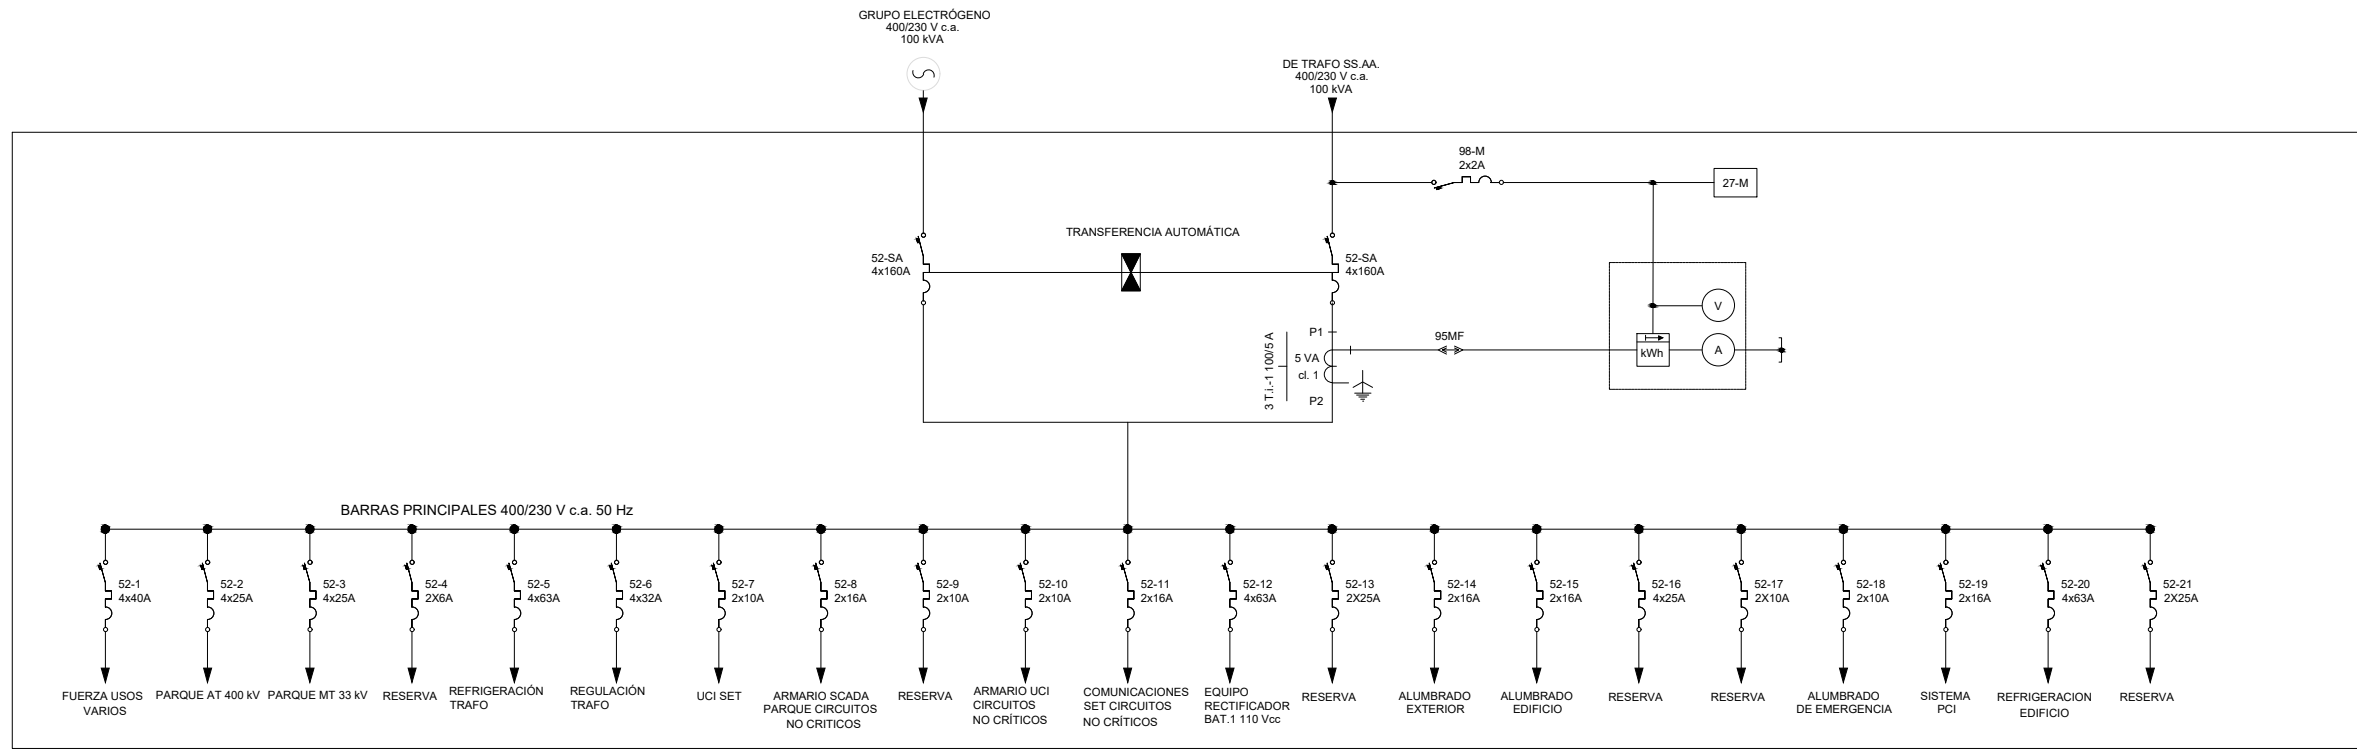 GRUPO ELECTRÓGENO
400/230 V c.a.
100 kVA
DE TRAFO SS.AA.
400/230 V c.a.
100 kVA
98-M
2x2A
27-M
TRANSFERENCIA AUTOMÁTICA
52-SA
4x160A
52-SA
4x160A
V
3 T.i.-1 100/5 A
P1
5 VA
cl. 1
P2
95MF
kWh
A
BARRAS PRINCIPALES 400/230 V c.a. 50 Hz
52-1
4x40A
52-2
4x25A
52-3
4x25A
52-4
2X6A
52-5
4x63A
52-6
4x32A
52-7
2x10A
52-8
2x16A
52-9
2x10A
52-10
2x10A
52-11
2x16A
52-12
4x63A
52-13
2X25A
52-14
2x16A
52-15
2x16A
52-16
4x25A
52-17
2X10A
52-18
2x10A
52-19
2x16A
52-20
4x63A
52-21
2X25A
FUERZA USOS
VARIOS
PARQUE AT 400 kV
PARQUE MT 33 kV
RESERVA
REFRIGERACIÓN
TRAFO
REGULACIÓN
TRAFO
UCI SET
ARMARIO SCADA
PARQUE CIRCUITOS
NO CRITICOS
RESERVA
ARMARIO UCI
CIRCUITOS
NO CRÍTICOS
COMUNICACIONES
SET CIRCUITOS
NO CRÍTICOS
EQUIPO
RECTIFICADOR
BAT.1 110 Vcc
RESERVA
ALUMBRADO
EXTERIOR
ALUMBRADO
EDIFICIO
RESERVA
RESERVA
ALUMBRADO
DE EMERGENCIA
SISTEMA
PCI
REFRIGERACION
EDIFICIO
RESERVA